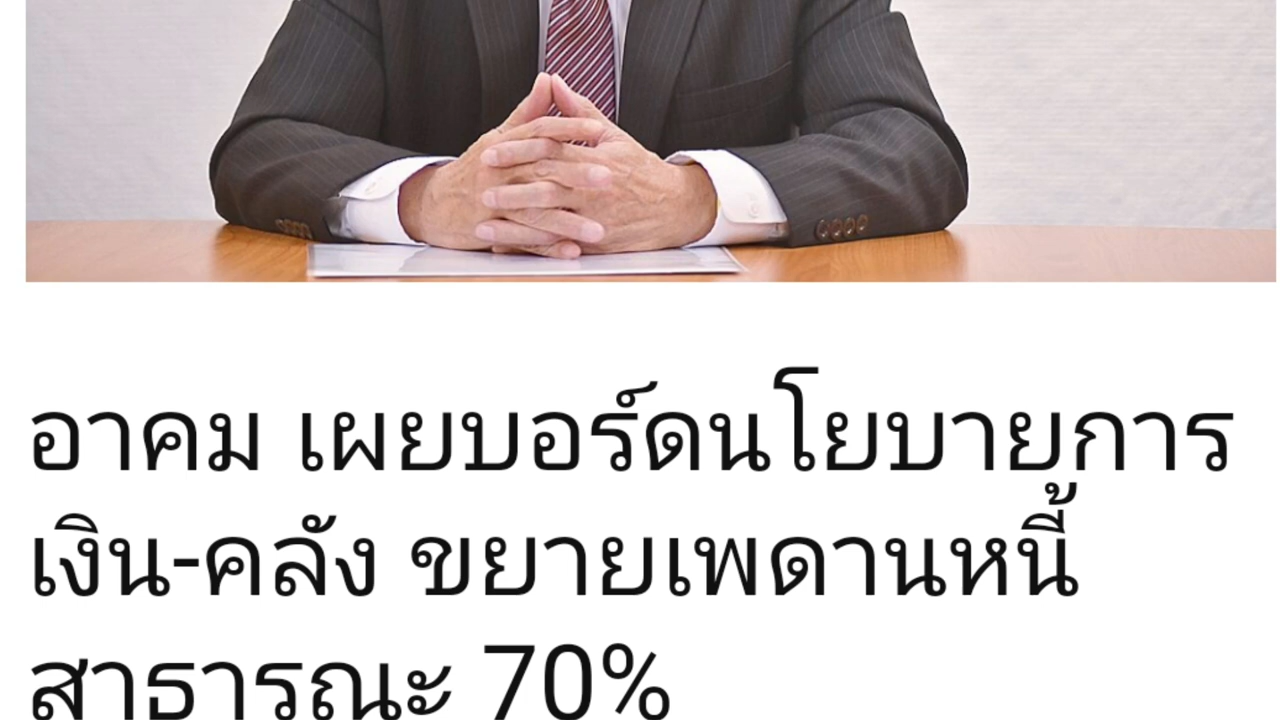 อาคม เผยบอร์ดนโยบายการ
เงิน-คลัง ขยายเพดานหนี้
สาธารณะ 70%